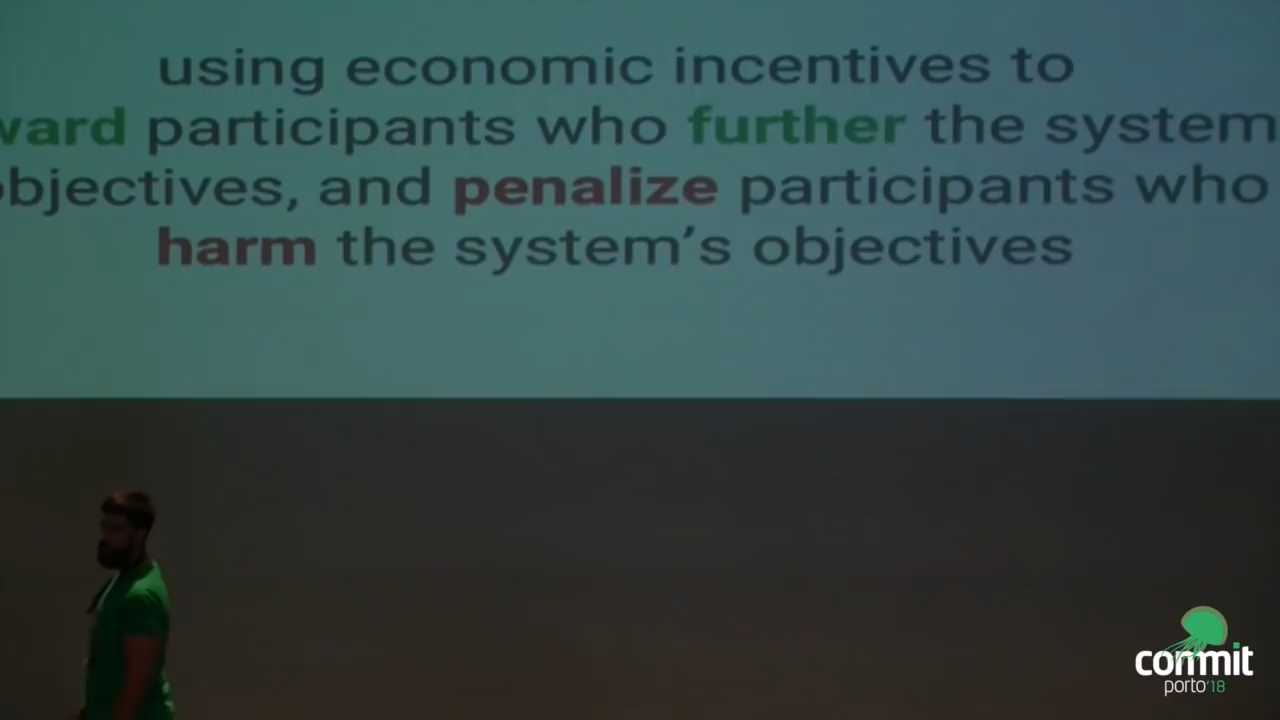 using economic incentives to
ward participants who further the system
bjectives, and penalize participants who
harm the system's objectives
commit
porto'18